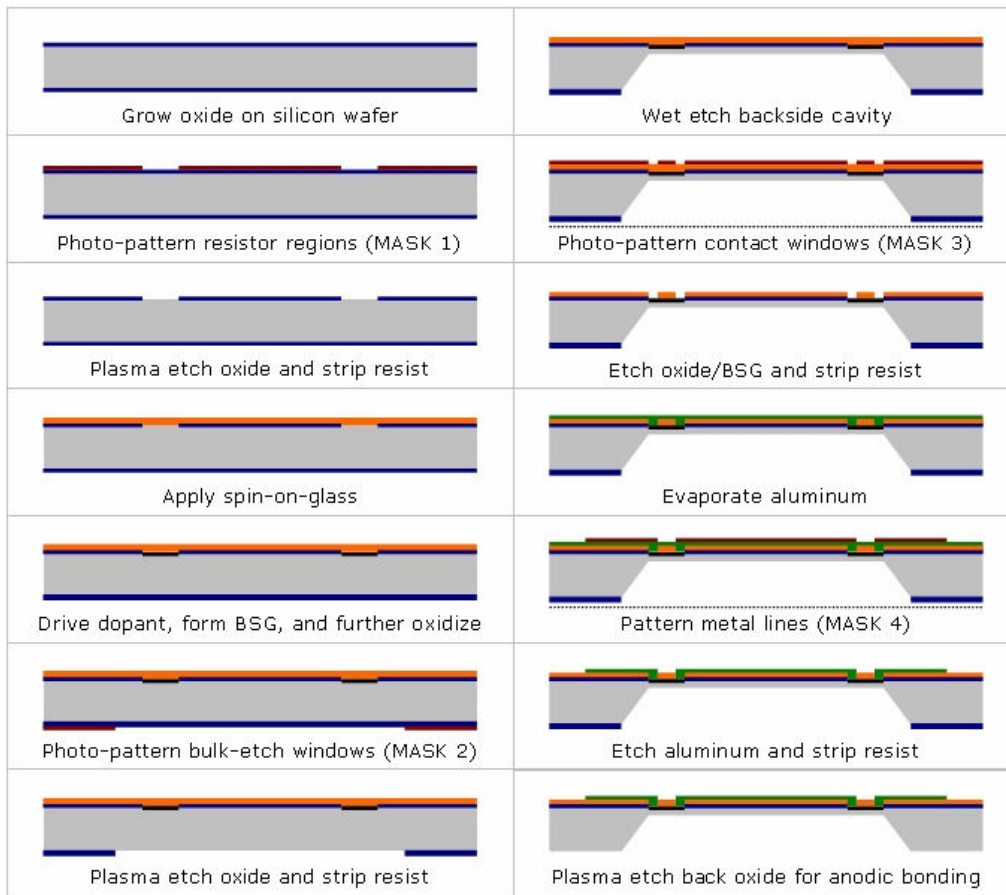 Grow oxide on silicon wafer
Photo-pattern resistor regions (MASK 1)
Plasma etch oxide and strip resist
Apply spin-on-glass
Drive dopant, form BSG, and further oxidize
Photo-pattern bulk-etch windows (MASK 2)
Plasma etch oxide and strip resist
Wet etch backside cavity
Photo-pattern contact windows (MASK 3)
Etch oxide/BSG and strip resist
Evaporate aluminum
Pattern metal lines (MASK 4)
Etch aluminum and strip resist
Plasma etch back oxide for anodic bonding